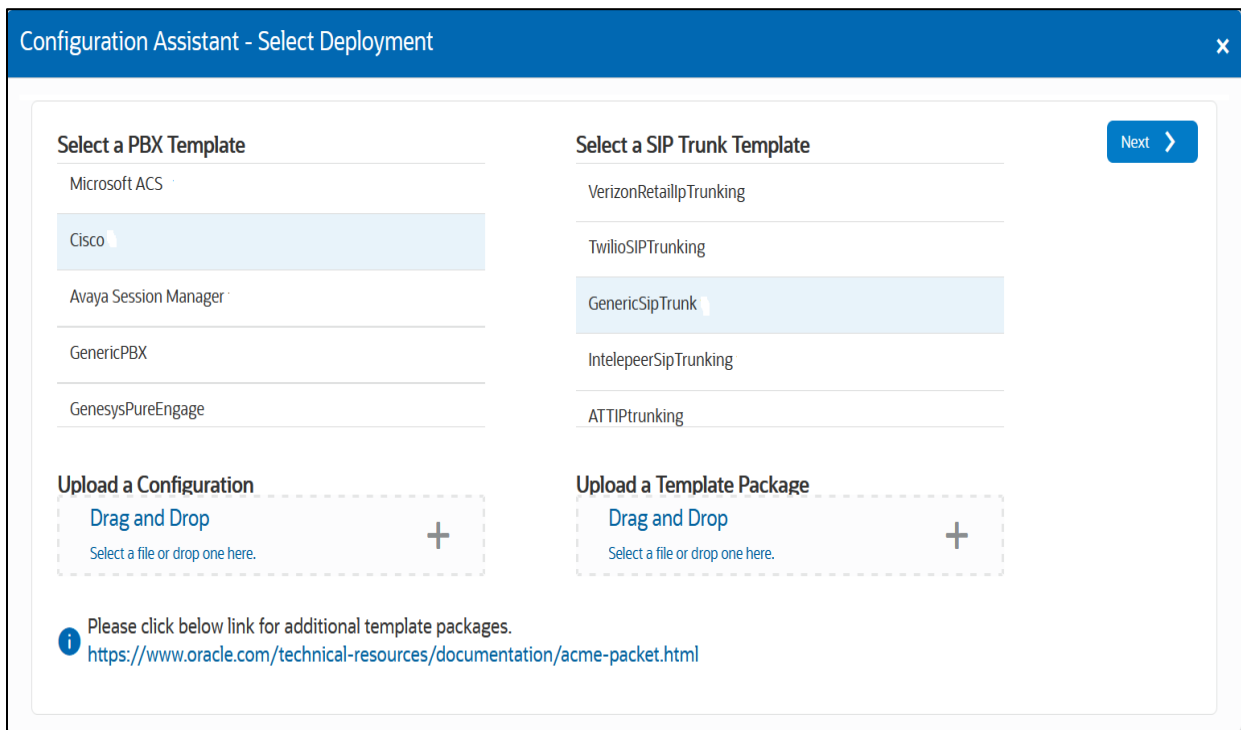 Configuration Assistant - Select Deployment
x
Select a PBX Template
Microsoft ACS
Cisco
Avaya Session Manager
GenericPBX
GenesysPureEngage
Select a SIP Trunk Template
VerizonRetailIpTrunking
TwilioSIPTrunking
GenericSipTrunk
IntelepeerSipTrunking
ATTIPtrunking
Next
Upload a Configuration
Drag and Drop
Select a file or drop one here.
Upload a Template Package
Drag and Drop
Select a file or drop one here.
Please click below link for additional template packages.
https://www.oracle.com/technical-resources/documentation/acme-packet.html